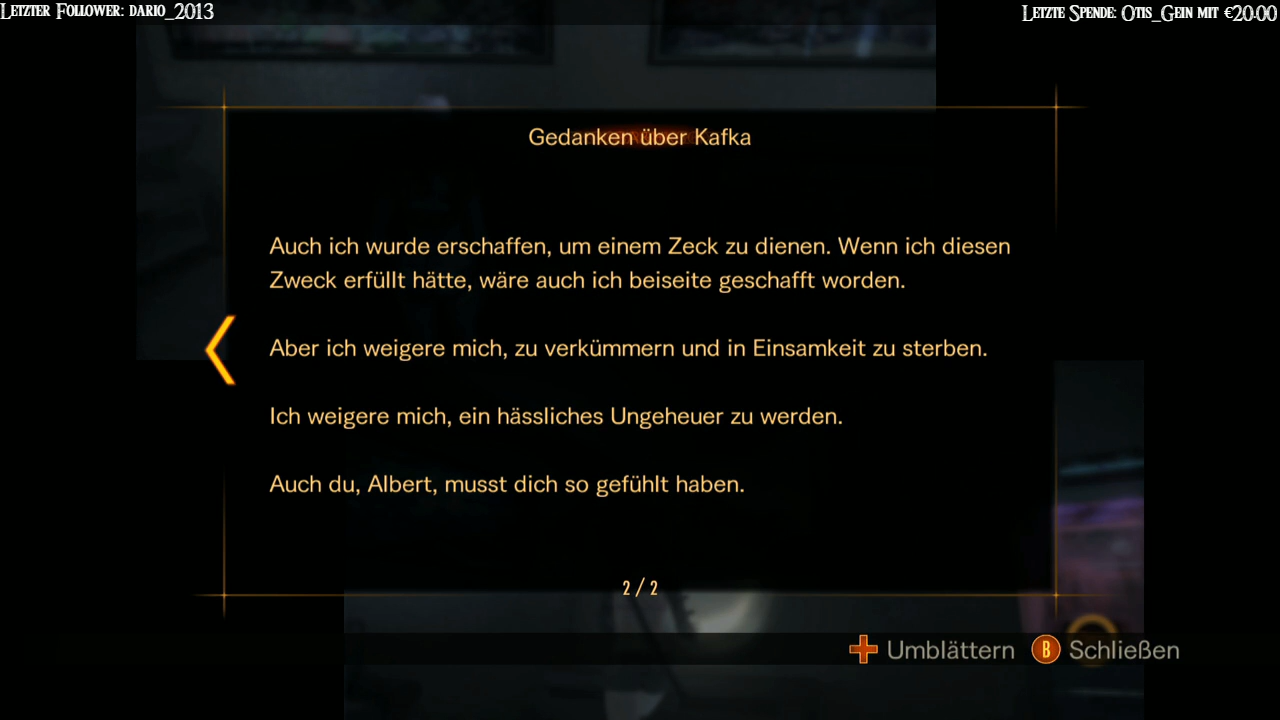 Letzter Follower: dario_2013
Letzte Spende: Otis_Gein mit €20.00
Gedanken über Kafka
Auch ich wurde erschaffen, um einem Zeck zu dienen. Wenn ich diesen
Zweck erfüllt hätte, wäre auch ich beiseite geschafft worden.
Aber ich weigere mich, zu verkümmern und in Einsamkeit zu sterben.
Ich weigere mich, ein hässliches Ungeheuer zu werden.
Auch du, Albert, musst dich so gefühlt haben.
2 / 2
Umblättern B Schließen